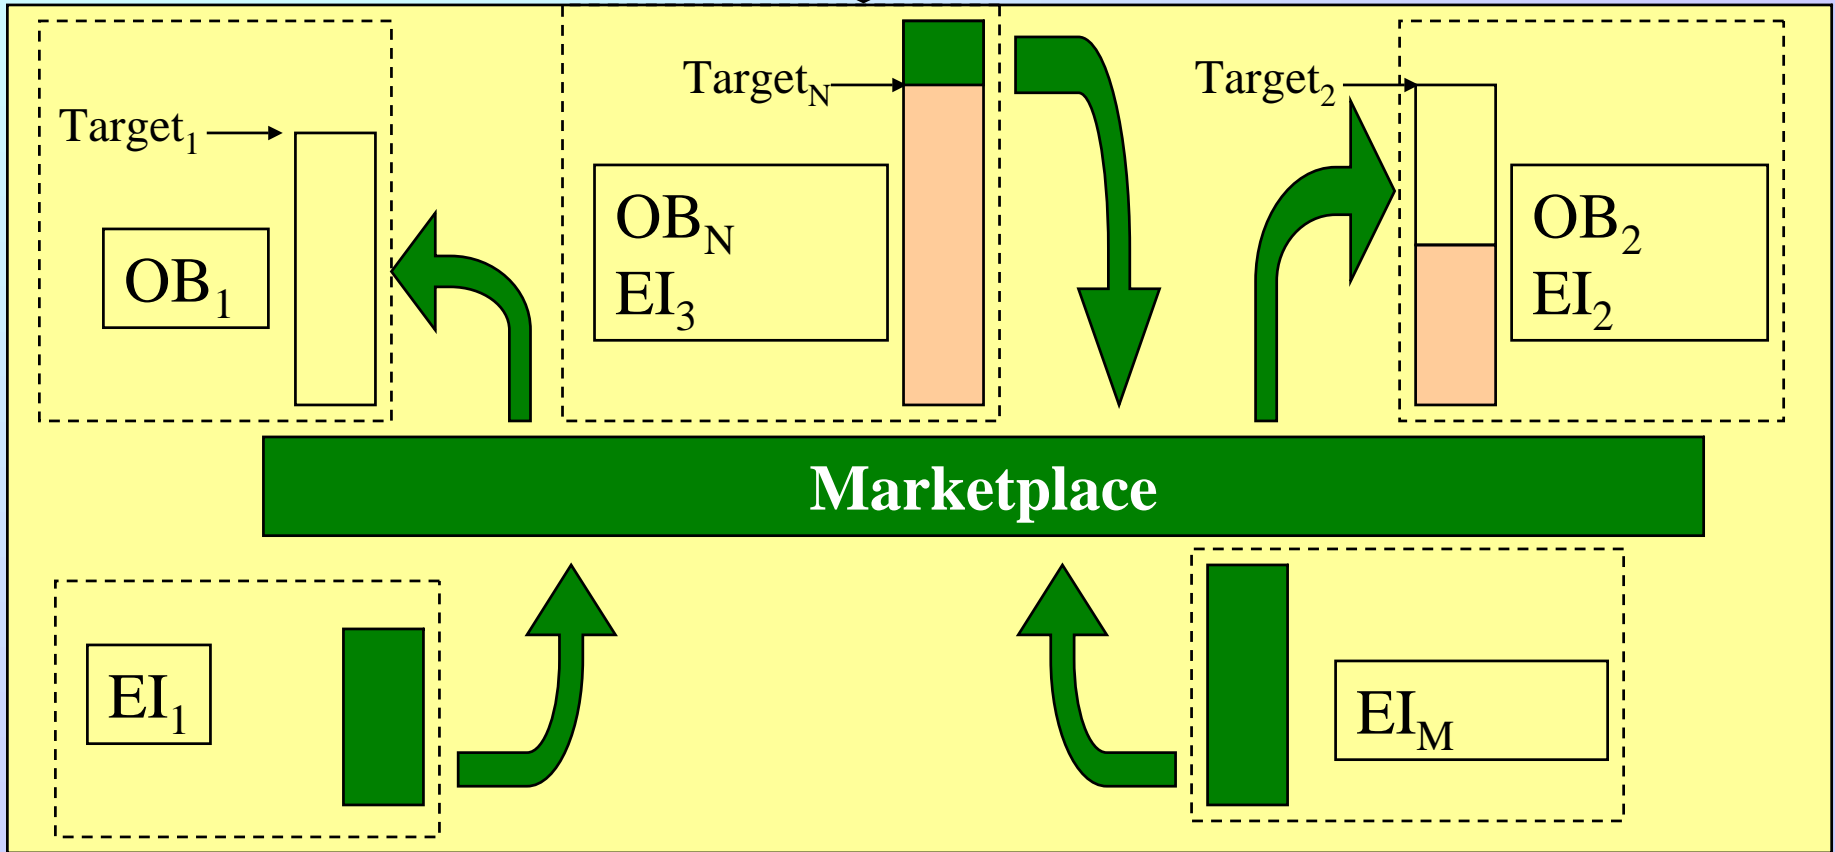 Target1
OB1
TargetN
OBN
EI3
Target2
OB2
EI2
Marketplace
EI1
EIM